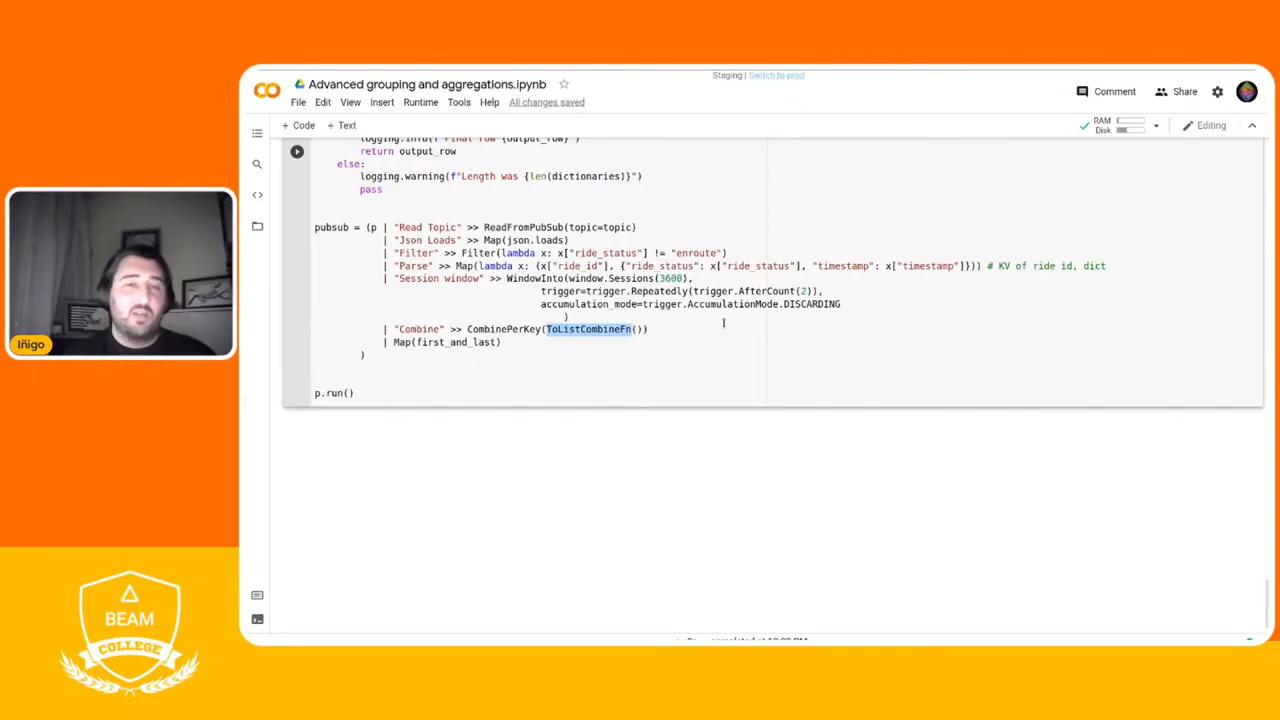 Staging | Switch to prod
Advanced grouping and aggregations.ipynb
File Edit View Insert Runtime Tools Help All changes saved
Comment Share
+ Code + Text
RAM
Disk
Editing
logging.info(f"Final row {output_row}")
return output_row
else:
logging.warning(f"Length was {len(dictionaries)}")
pass
pubsub = (p | "Read Topic" >> ReadFromPubSub(topic=topic)
| "Json Loads" >> Map(json.loads)
| "Filter" >> Filter(lambda x: x["ride_status"] != "enroute")
| "Parse" >> Map(lambda x: (x["ride_id"], {"ride_status": x["ride_status"], "timestamp": x["timestamp"]})) # KV of ride id, dict
| "Session window" >> WindowInto(window.Sessions(3600),
trigger=trigger.Repeatedly(trigger.AfterCount(2)),
accumulation_mode=trigger.AccumulationMode.DISCARDING
)
| "Combine" >> CombinePerKey(ToListCombineFn())
| Map(first_and_last)
)
p.run()
Iñigo
BEAM
COLLEGE